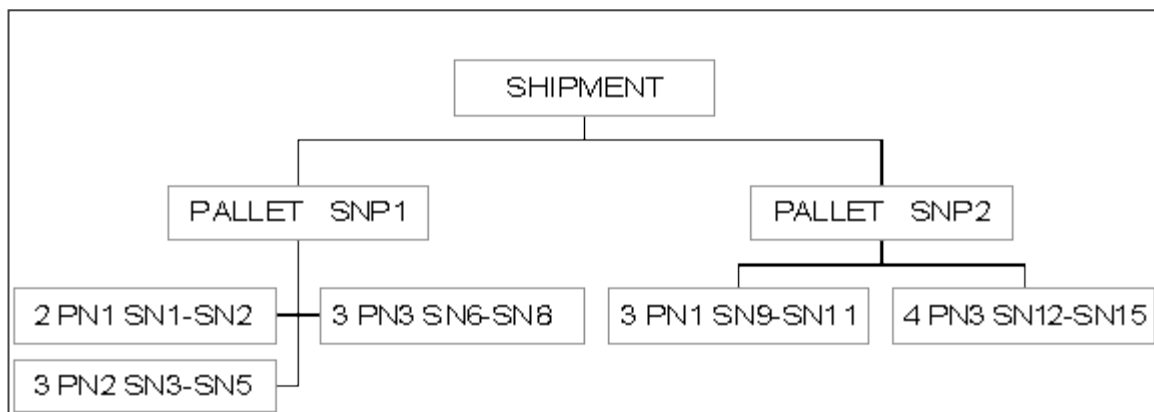 SHIPMENT
PALLET SNP1
PALLET SNP2
2 PN1 SN1-SN2
3 PN3 SN6-SN8
3 PN1 SN9-SN11
4 PN3 SN12-SN15
3 PN2 SN3-SN5